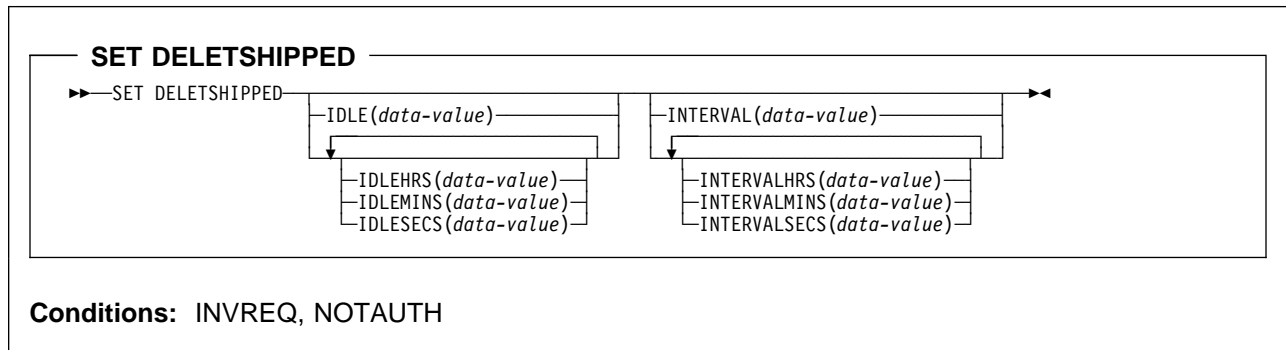 SET DELETSHIPPED
SET DELETSHIPPED
IDLE(data-value) INTERVAL(data-value)
IDLEHRS(data-value) INTERVALHRS(data-value)
IDLEMINS(data-value) INTERVALMINS(data-value)
IDLESECS(data-value) INTERVALSECS(data-value)
Conditions: INVREQ, NOTAUTH